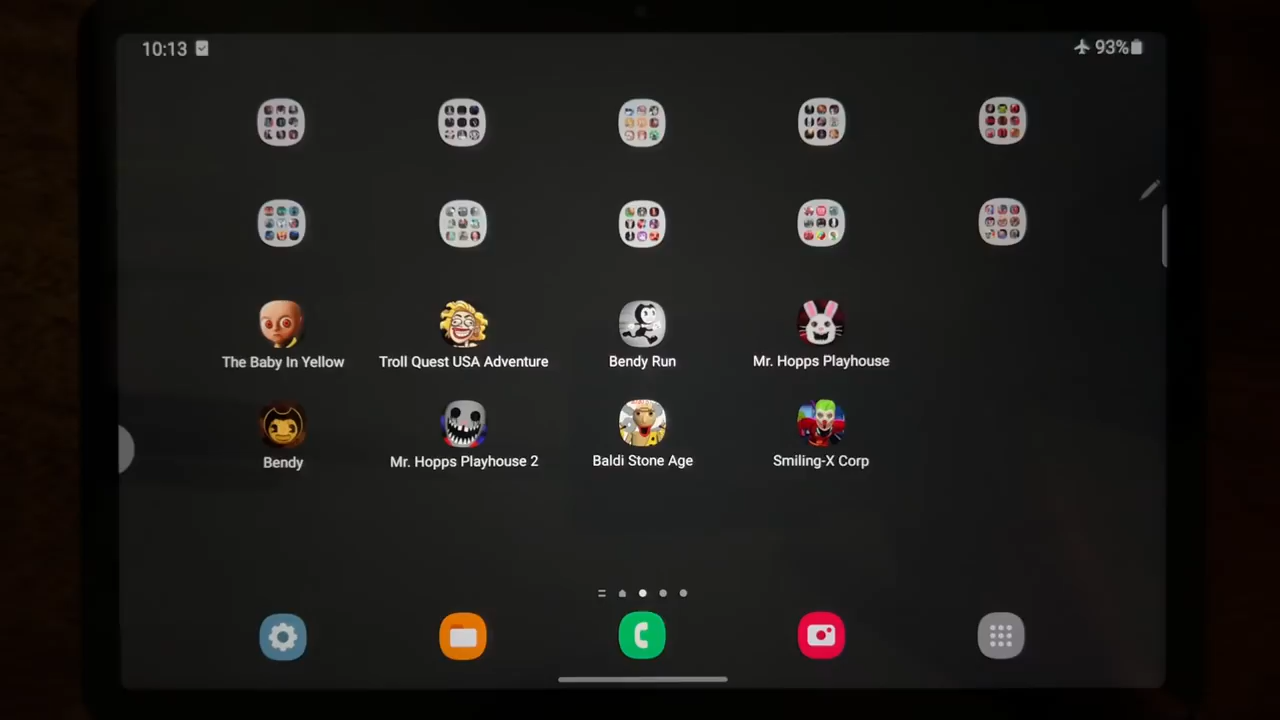 10:13 93%
The Baby In Yellow Troll Quest USA Adventure Bendy Run Mr. Hopps Playhouse
Bendy Mr. Hopps Playhouse 2 Baldi Stone Age Smiling-X Corp